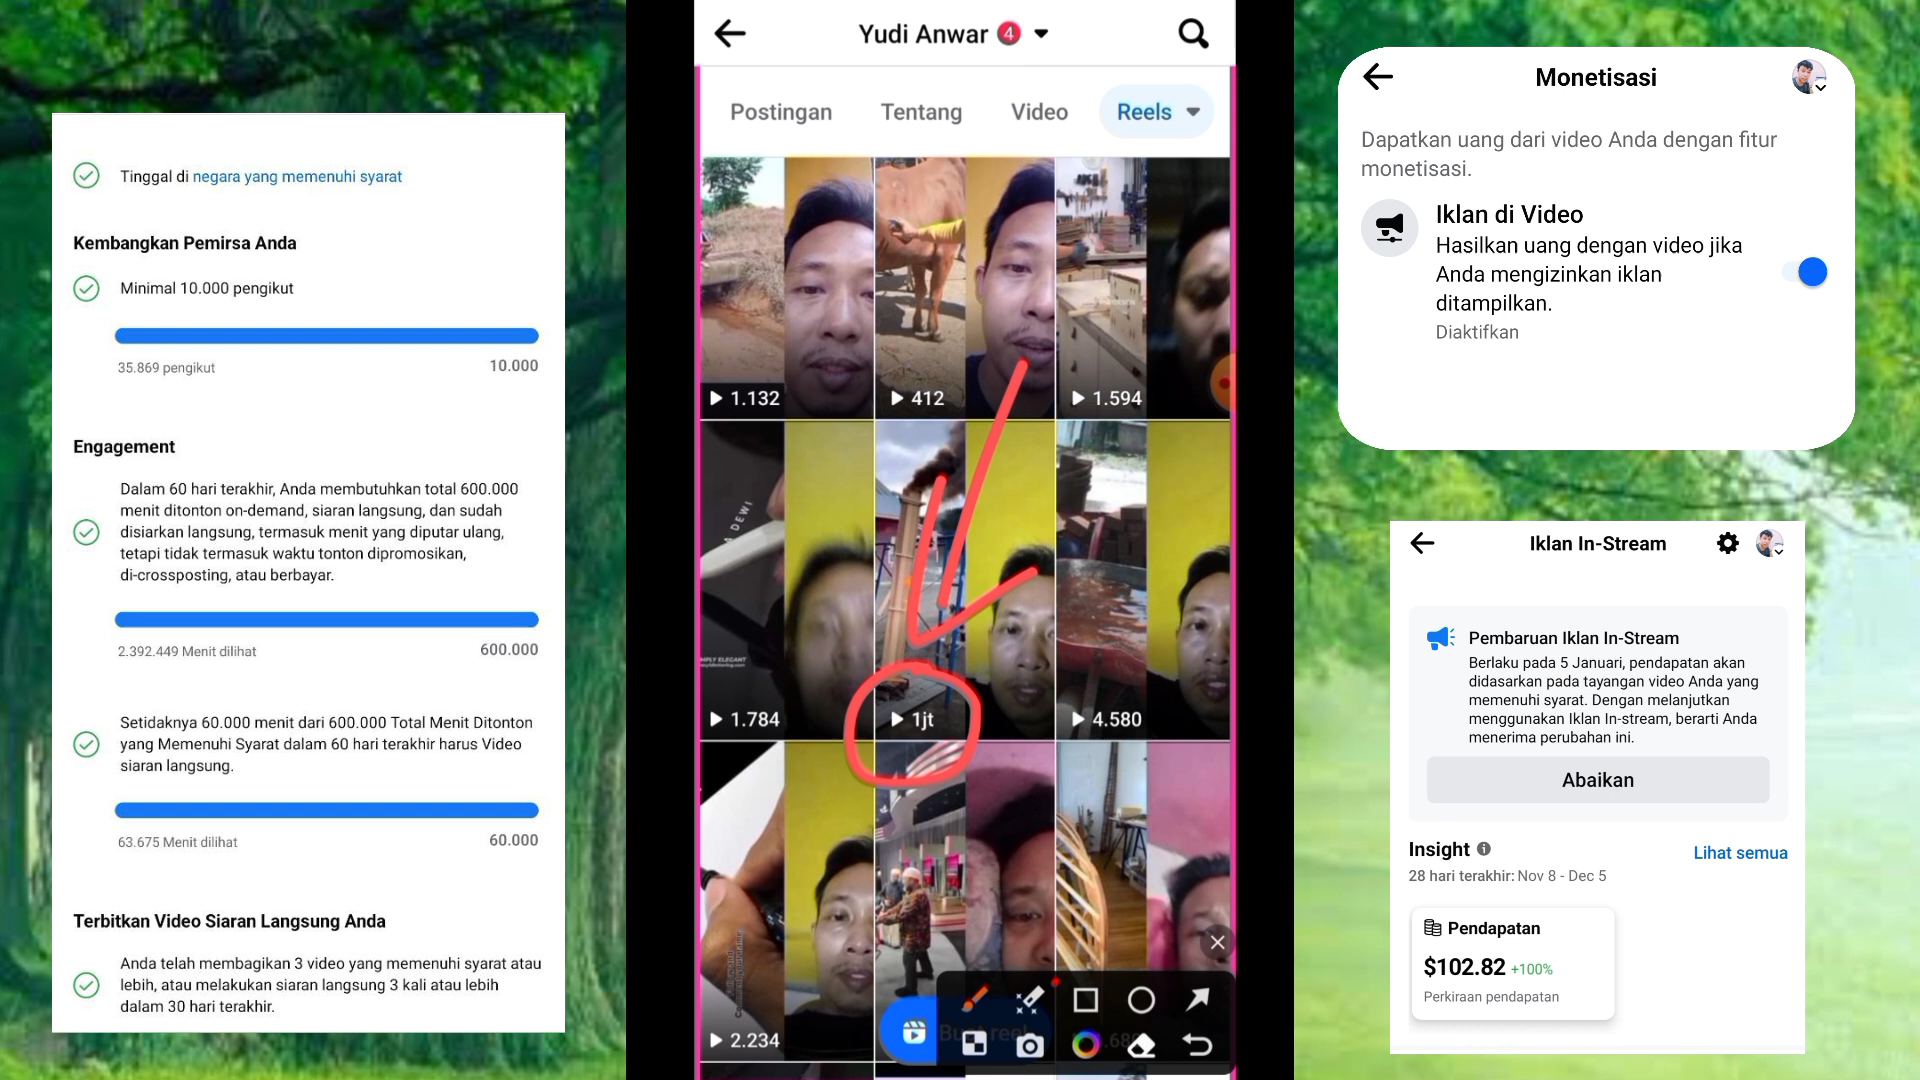 Tinggal di negara yang memenuhi syarat
Kembangkan Pemirsa Anda
Minimal 10.000 pengikut
35.869 pengikut
10.000
Engagement
Dalam 60 hari terakhir, Anda membutuhkan total 600.000
menit ditonton on-demand, siaran langsung, dan sudah
disiarkan langsung, termasuk menit yang diputar ulang,
tetapi tidak termasuk waktu tonton dipromosikan,
di-crossposting, atau berbayar.
2.392.449 Menit dilihat
600.000
Setidaknya 60.000 menit dari 600.000 Total Menit Ditonton
yang Memenuhi Syarat dalam 60 hari terakhir harus Video
siaran langsung.
63.675 Menit dilihat
60.000
Terbitkan Video Siaran Langsung Anda
Anda telah membagikan 3 video yang memenuhi syarat atau
lebih, atau melakukan siaran langsung 3 kali atau lebih
dalam 30 hari terakhir.
Yudi Anwar 4
Postingan
Tentang
Video
Reels
1.132
412
1.594
DEWI
MPLY ELEGANT
1.784
1jt
4.580
2.234
Monetisasi
Dapatkan uang dari video Anda dengan fitur
monetisasi.
Iklan di Video
Hasilkan uang dengan video jika
Anda mengizinkan iklan
ditampilkan.
Diaktifkan
Iklan In-Stream
Pembaruan Iklan In-Stream
Berlaku pada 5 Januari, pendapatan akan
didasarkan pada tayangan video Anda yang
memenuhi syarat. Dengan melanjutkan
menggunakan Iklan In-stream, berarti Anda
menerima perubahan ini.
Abaikan
Insight
Lihat semua
28 hari terakhir: Nov 8 - Dec 5
Pendapatan
$102.82 +100%
Perkiraan pendapatan